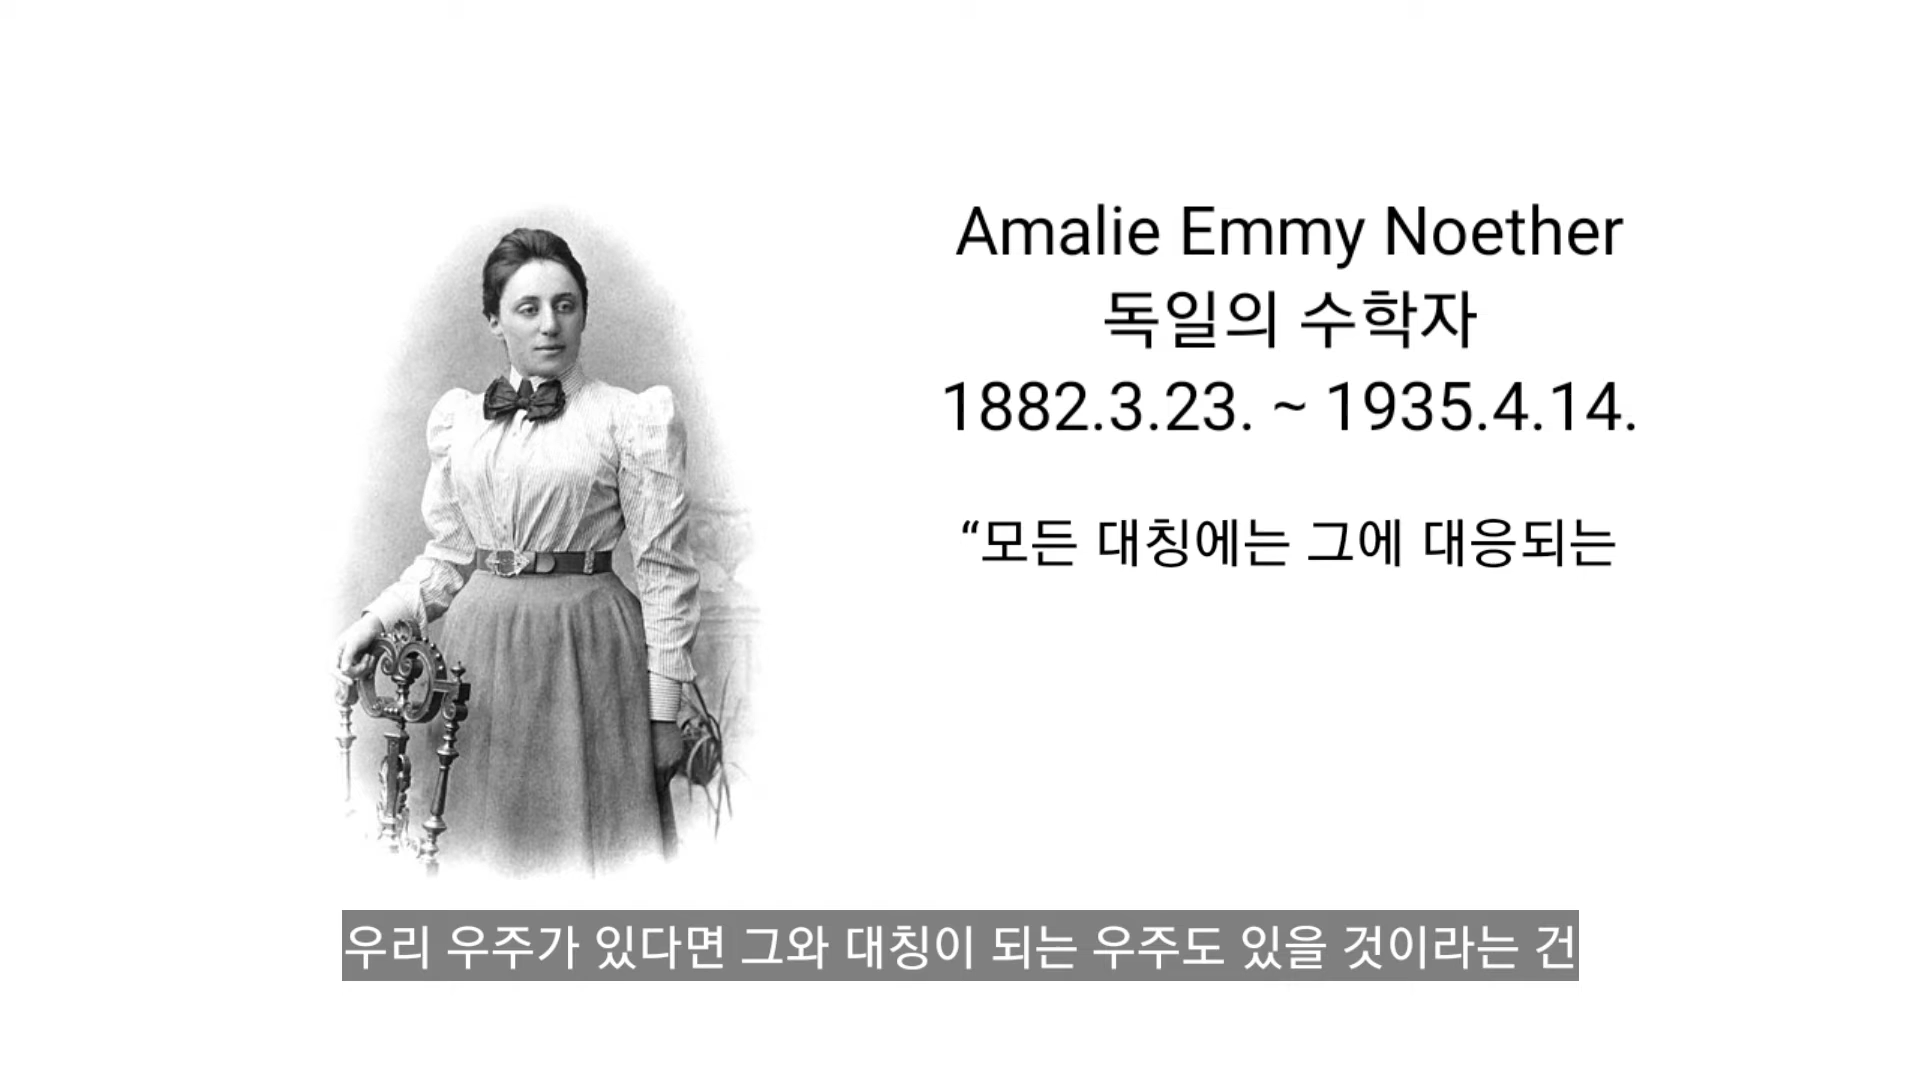 Amalie Emmy Noether
독일의 수학자
1882.3.23. ~ 1935.4.14.
“모든 대칭에는 그에 대응되는
우리 우주가 있다면 그와 대칭이 되는 우주도 있을 것이라는 건